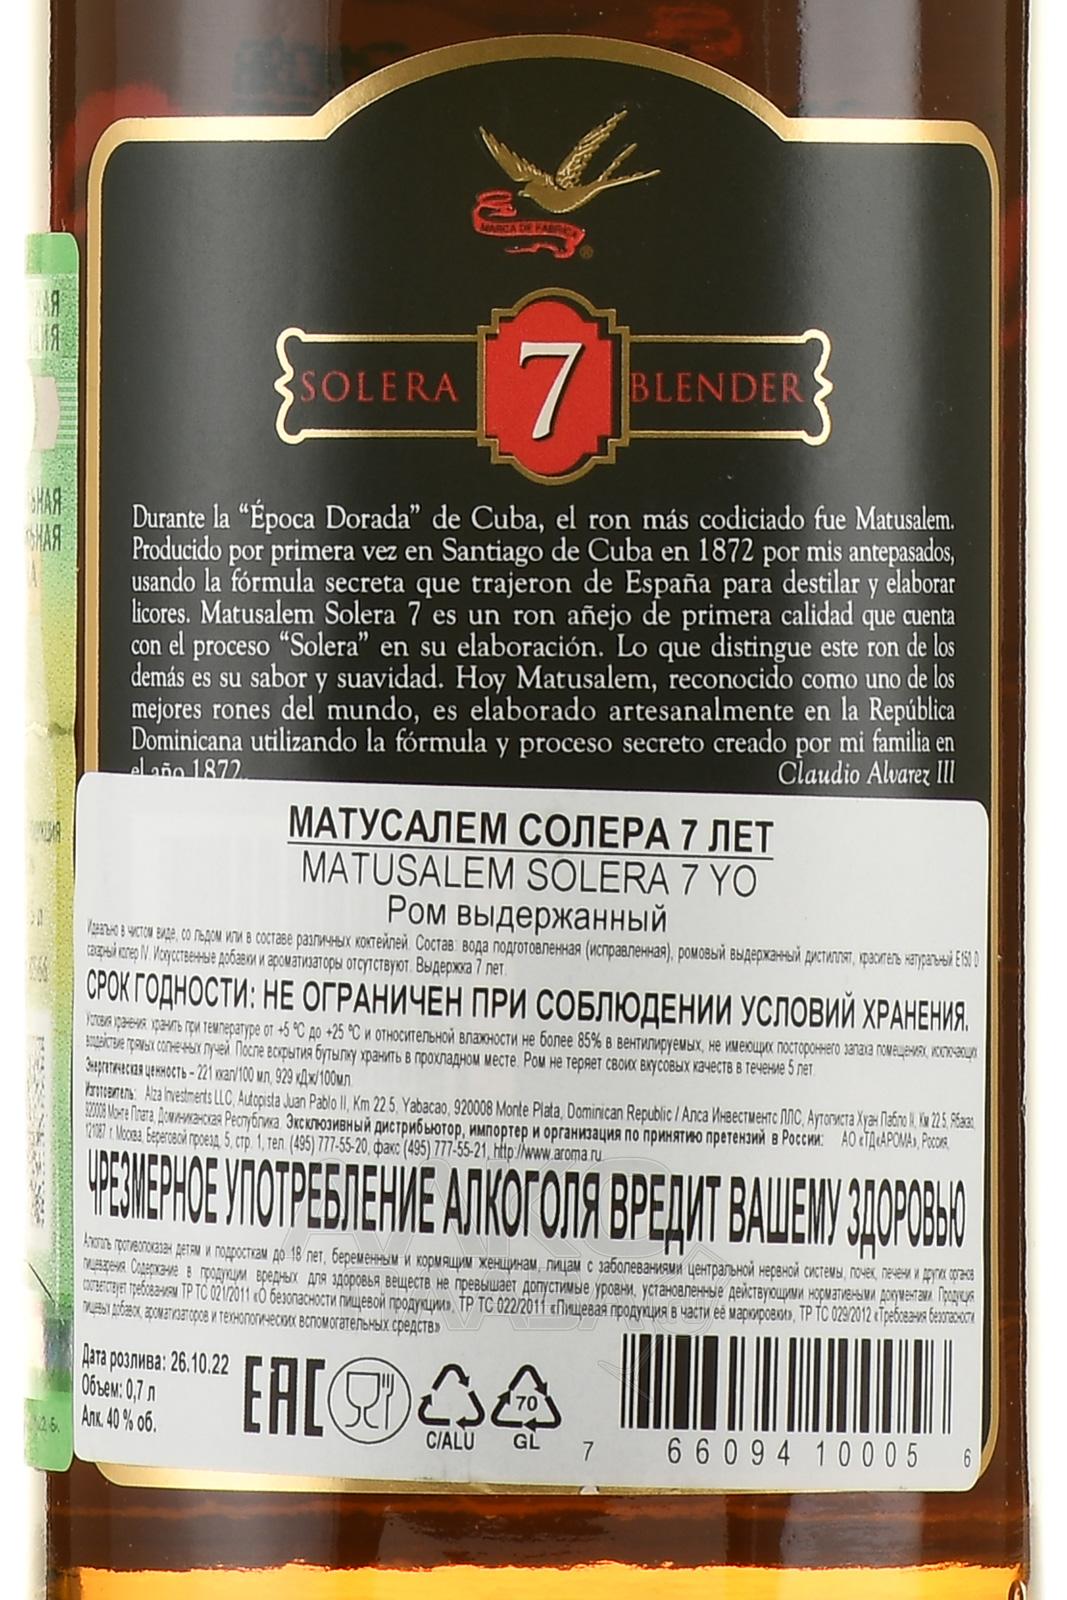 MARCA DE FABRICA
®
SOLERA 7 BLENDER
Durante la “Época Dorada” de Cuba, el ron más codiciado fue Matusalem.
Producido por primera vez en Santiago de Cuba en 1872 por mis antepasados,
usando la fórmula secreta que trajeron de España para destilar y elaborar
licores. Matusalem Solera 7 es un ron añejo de primera calidad que cuenta
con el proceso “Solera” en su elaboración. Lo que distingue este ron de los
demás es su sabor y suavidad. Hoy Matusalem, reconocido como uno de los
mejores rones del mundo, es elaborado artesanalmente en la República
Dominicana utilizando la fórmula y proceso secreto creado por mi familia en
el año 1872. Claudio Alvarez III
МАТУСАЛЕМ СОЛЕРА 7 ЛЕТ
MATUSALEM SOLERA 7 YO
Ром выдержанный
Идеально в чистом виде, со льдом или в составе различных коктейлей. Состав: вода подготовленная (исправленная), ромовый выдержанный дистиллят, краситель натуральный Е150 D
сахарный колер IV. Искусственные добавки и ароматизаторы отсутствуют. Выдержка 7 лет.
СРОК ГОДНОСТИ: НЕ ОГРАНИЧЕН ПРИ СОБЛЮДЕНИИ УСЛОВИЙ ХРАНЕНИЯ.
Условия хранения: хранить при температуре от +5 °С до +25 °С и относительной влажности не более 85% в вентилируемых, не имеющих постороннего запаха помещениях, исключающих
воздействие прямых солнечных лучей. После вскрытия бутылку хранить в прохладном месте. Ром не теряет своих вкусовых качеств в течение 5 лет.
Энергетическая ценность – 221 ккал/100 мл, 929 кДж/100мл.
Изготовитель: Alza Investments LLC, Autopista Juan Pablo II, Km 22.5, Yabacao, 920008 Monte Plata, Dominican Republic / Алса Инвестментс ЛЛС, Аутописта Хуан Пабло II, Км 22.5, Ябакао,
920008 Монте Плата, Доминиканская Республика. Эксклюзивный дистрибьютор, импортер и организация по принятию претензий в России: АО «ТД«АРОМА», Россия,
121087 г. Москва, Береговой проезд, 5, стр. 1, тел. (495) 777-55-20, факс (495) 777-55-21, http://www.aroma.ru
ЧРЕЗМЕРНОЕ УПОТРЕБЛЕНИЕ АЛКОГОЛЯ ВРЕДИТ ВАШЕМУ ЗДОРОВЬЮ
Алкоголь противопоказан детям и подросткам до 18 лет, беременным и кормящим женщинам, лицам с заболеваниями центральной нервной системы, почек, печени и других органов
пищеварения. Содержание в продукции вредных для здоровья веществ не превышает допустимые уровни, установленные действующими нормативными документами. Продукция
соответствует требованиям ТР ТС 021/2011 «О безопасности пищевой продукции», ТР ТС 022/2011 «Пищевая продукция в части её маркировки», ТР ТС 029/2012 «Требования безопасности
пищевых добавок, ароматизаторов и технологических вспомогательных средств»
Дата розлива: 26.10.22
Объем: 0,7 л
Алк. 40 % об.
EAC
C/ALU
70
GL
7 66094 10005 6